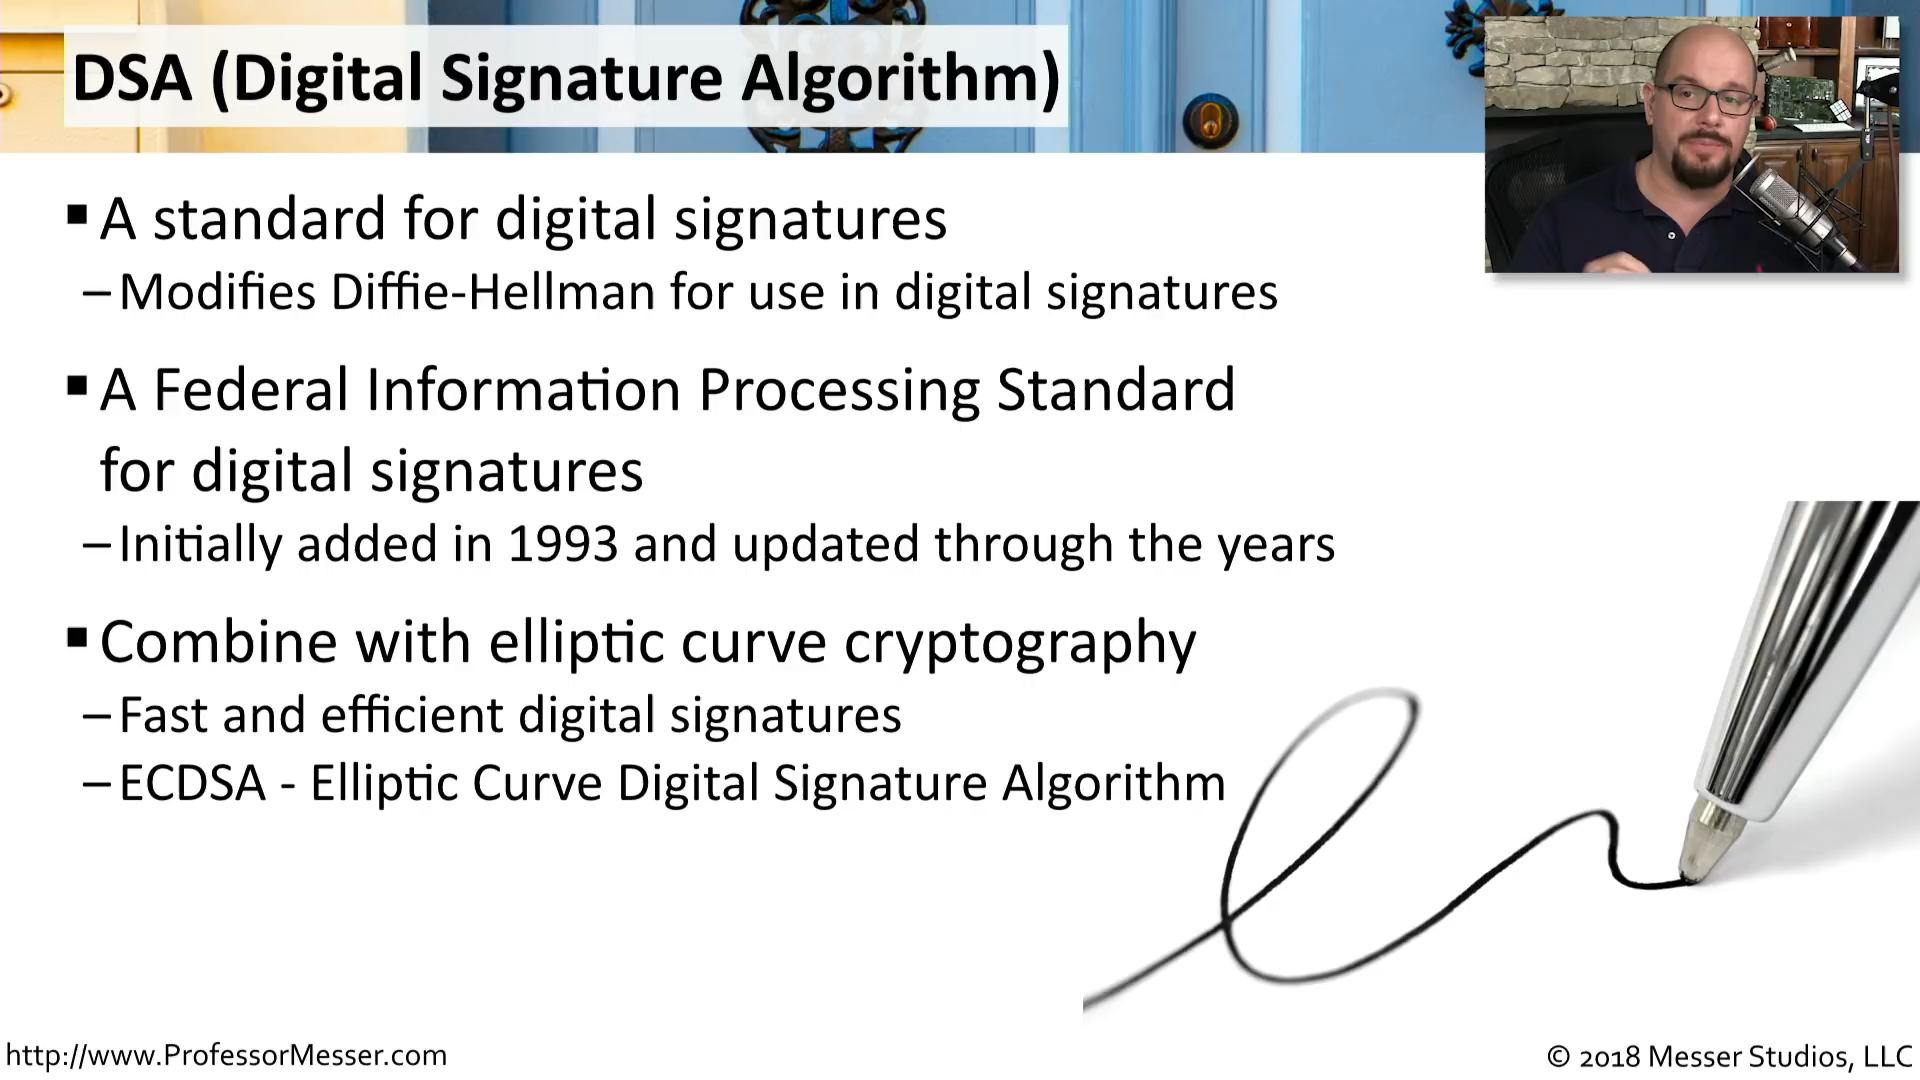 DSA (Digital Signature Algorithm)
▪ A standard for digital signatures
– Modifies Diffie-Hellman for use in digital signatures
▪ A Federal Information Processing Standard
for digital signatures
– Initially added in 1993 and updated through the years
▪ Combine with elliptic curve cryptography
– Fast and efficient digital signatures
– ECDSA - Elliptic Curve Digital Signature Algorithm
http://www.ProfessorMesser.com
© 2018 Messer Studios, LLC